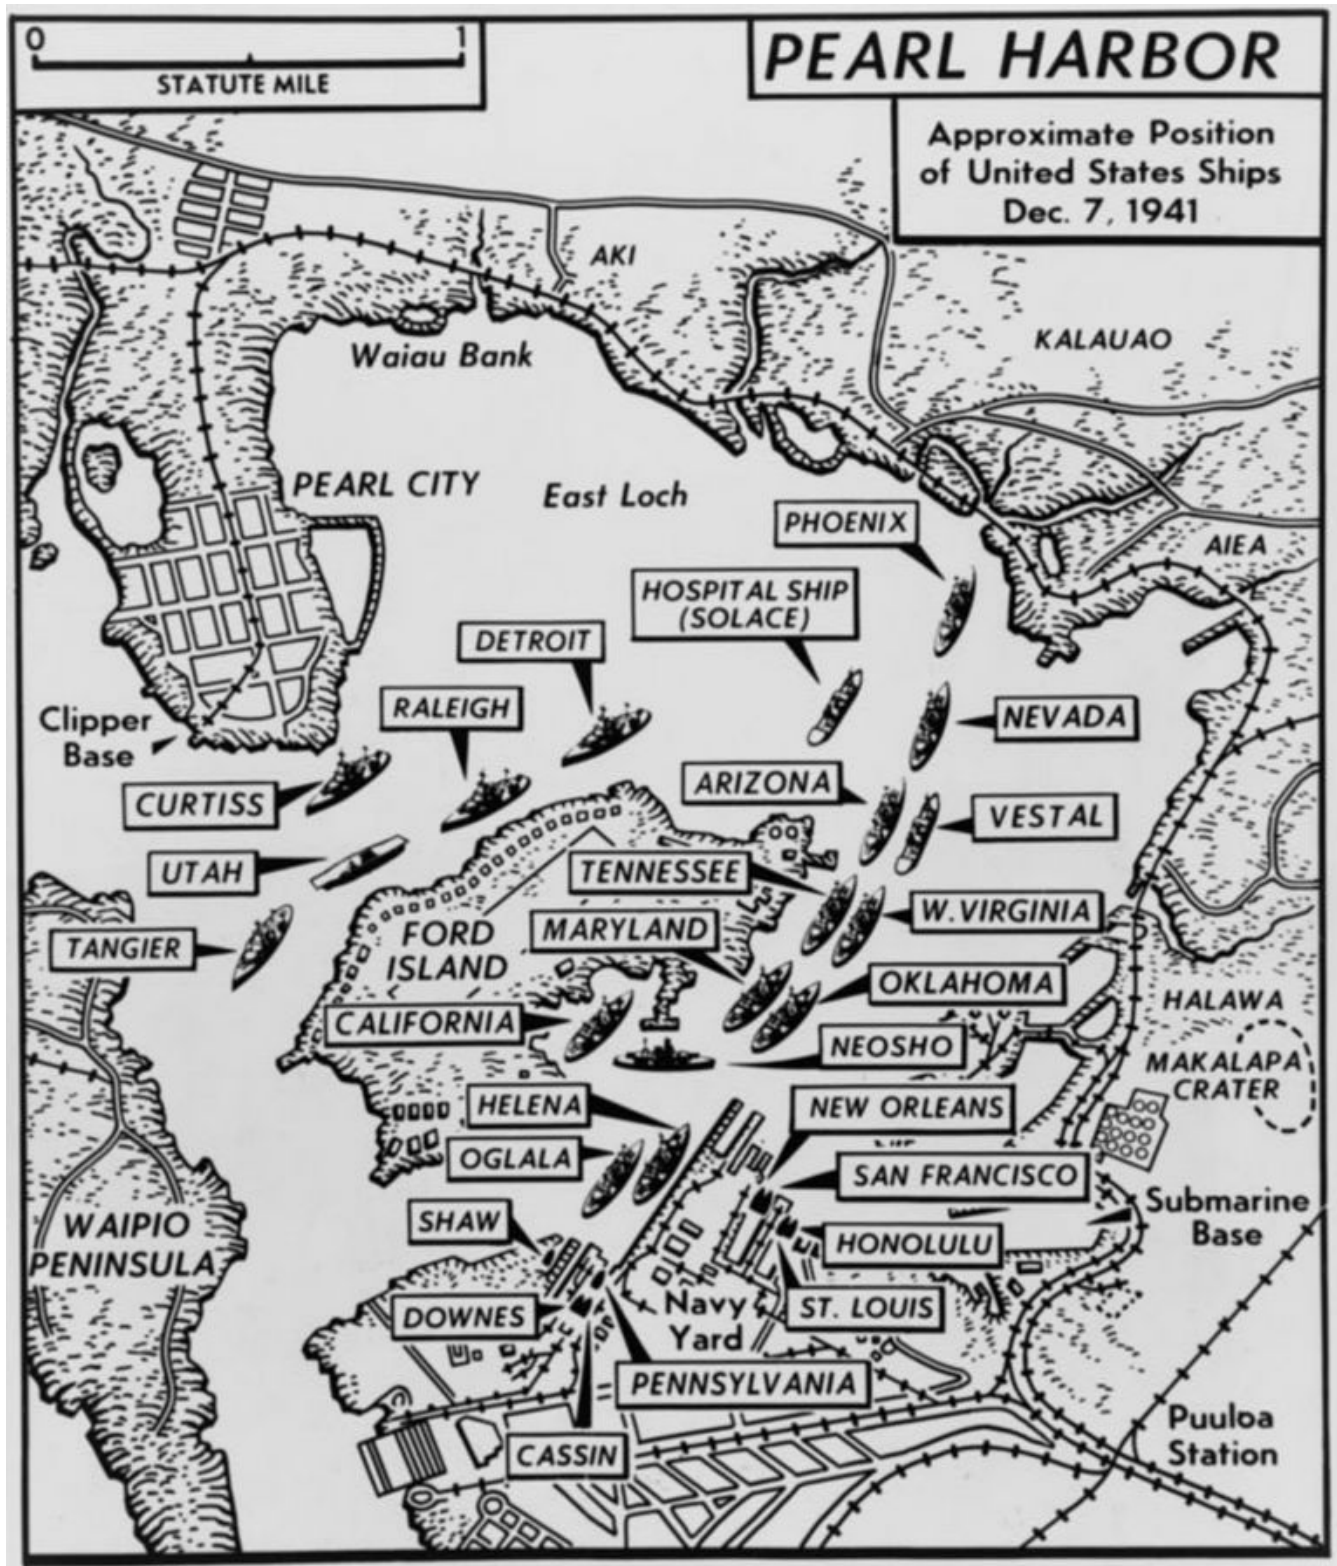 0 1
STATUTE MILE
PEARL HARBOR
Approximate Position
of United States Ships
Dec. 7, 1941
AKI
KALAUAO
Waiau Bank
PEARL CITY
East Loch
PHOENIX
AIEA
HOSPITAL SHIP
(SOLACE)
DETROIT
RALEIGH
NEVADA
Clipper
Base
CURTISS
ARIZONA
VESTAL
UTAH
TENNESSEE
W. VIRGINIA
TANGIER
FORD
ISLAND
MARYLAND
OKLAHOMA
HALAWA
CALIFORNIA
NEOSHO
MAKALAPA
CRATER
HELENA
NEW ORLEANS
OGLALA
SAN FRANCISCO
SHAW
Submarine
Base
WAIPIO
PENINSULA
HONOLULU
DOWNES
Navy
Yard
ST. LOUIS
PENNSYLVANIA
CASSIN
Puuloa
Station